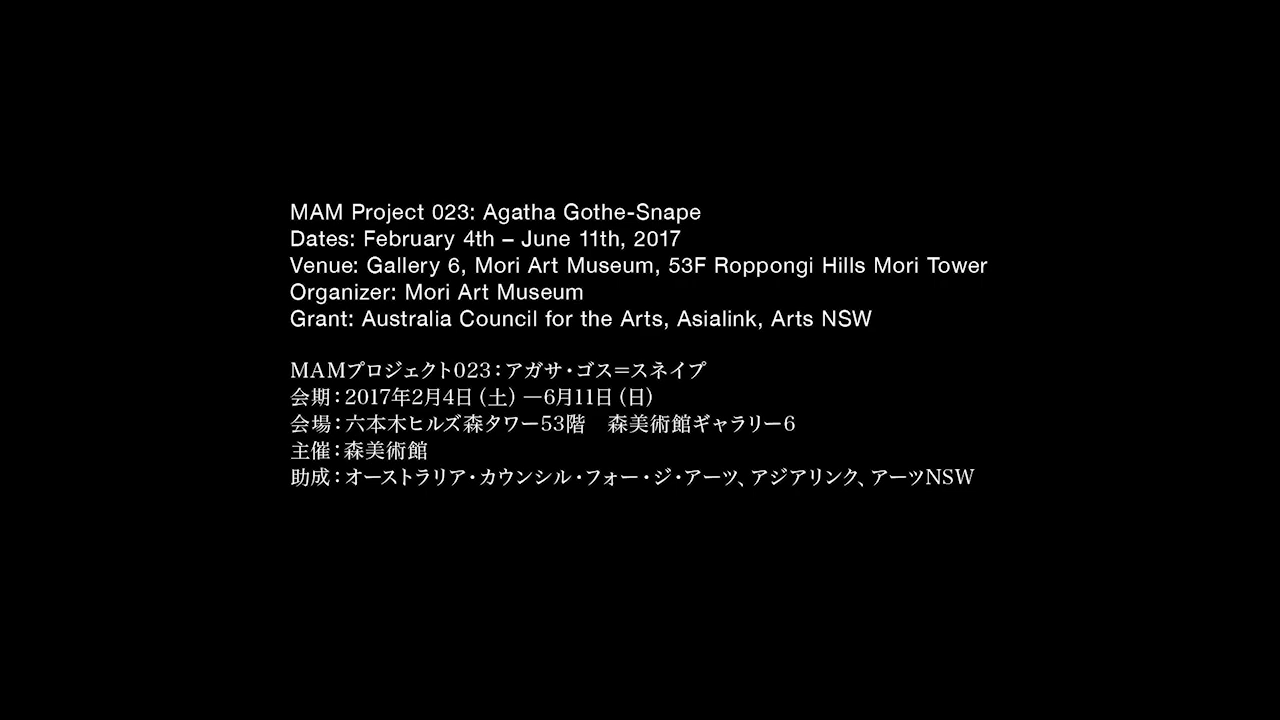 MAM Project 023: Agatha Gothe-Snape
Dates: February 4th – June 11th, 2017
Venue: Gallery 6, Mori Art Museum, 53F Roppongi Hills Mori Tower
Organizer: Mori Art Museum
Grant: Australia Council for the Arts, Asialink, Arts NSW
MAMプロジェクト023：アガサ・ゴス＝スネイプ
会期：2017年2月4日（土）―6月11日（日）
会場：六本木ヒルズ森タワー53階　森美術館ギャラリー6
主催：森美術館
助成：オーストラリア・カウンシル・フォー・ジ・アーツ、アジアリンク、アーツNSW